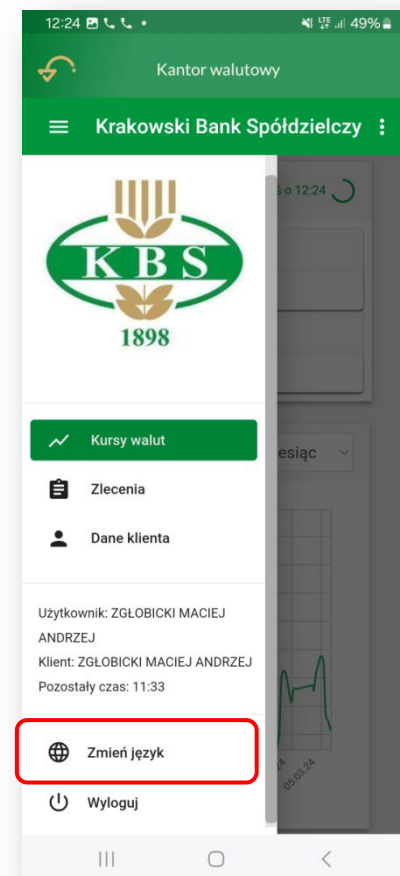 12:24
LTE 49%
Kantor walutowy
Krakowski Bank Spółdzielczy
ś o 12:24
KBS
1898
Kursy walut
esiąc
Zlecenia
Dane klienta
Użytkownik: ZGŁOBICKI MACIEJ
ANDRZEJ
Klient: ZGŁOBICKI MACIEJ ANDRZEJ
Pozostały czas: 11:33
Zmień język
05.03.24
Wyloguj